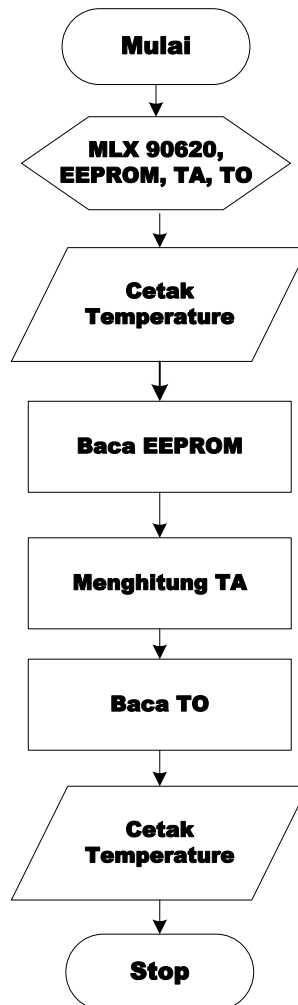 Mulai
MLX 90620,
EEPROM, TA, TO
Cetak
Temperature
Baca EEPROM
Menghitung TA
Baca TO
Cetak
Temperature
Stop